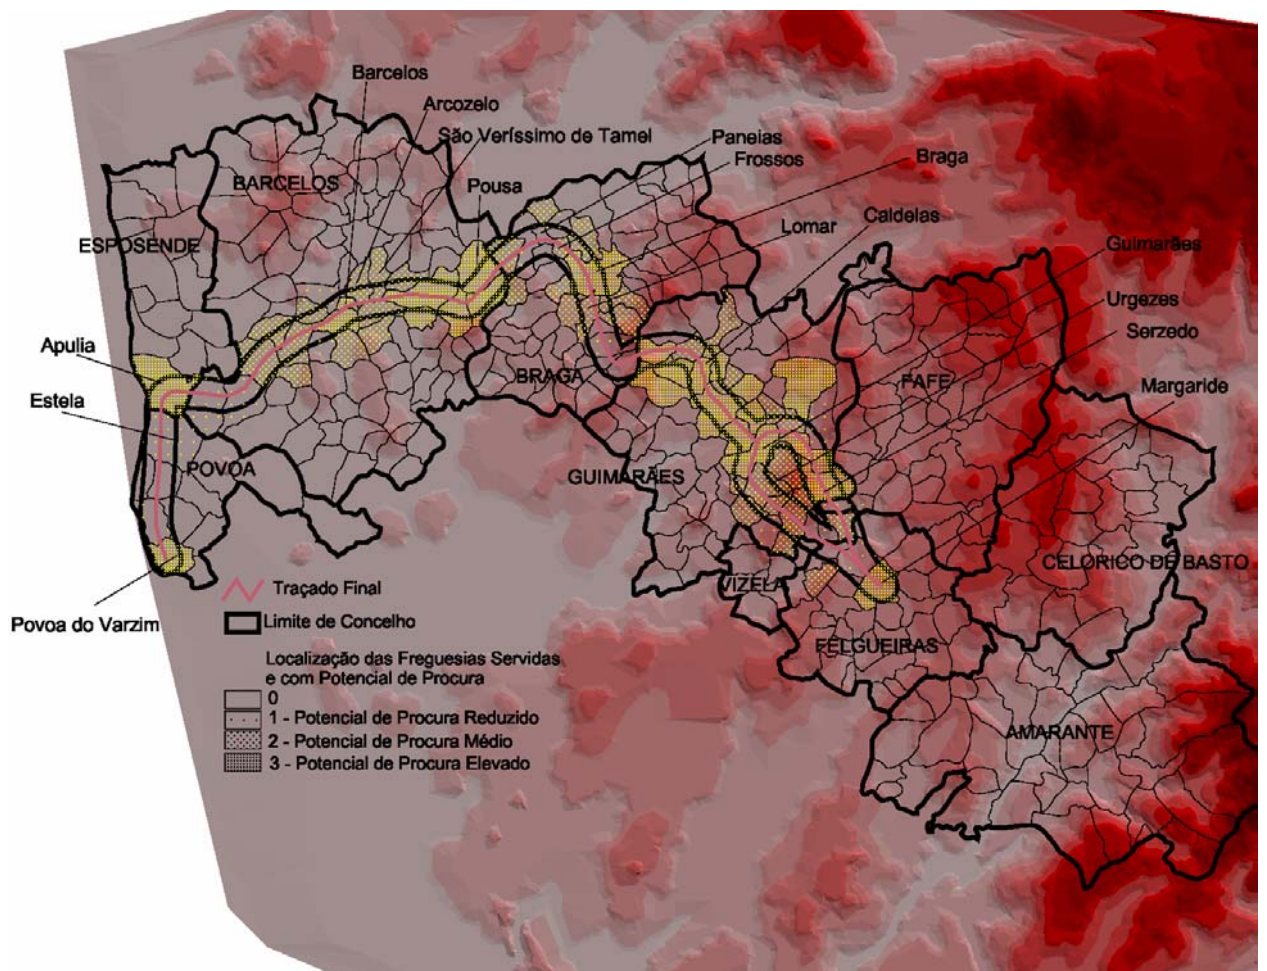 Barcelos
Arcozelo
São Veríssimo de Tamel
Panoias
Frossos
Braga
Pousa
BARCELOS
Caldelas
Lomar
ESPOSENDE
Guimarães
Urgezes
Serzedo
Apulia
BRAGA
FAFE
Margaride
Estela
POVOA
GUIMARÃES
CELORICO DE BASTO
VIZELA
Traçado Final
Povoa do Varzim
Limite de Concelho
FELGUEIRAS
Localização das Freguesias Servidas
e com Potencial de Procura
0
1 - Potencial de Procura Reduzido
2 - Potencial de Procura Médio
3 - Potencial de Procura Elevado
AMARANTE